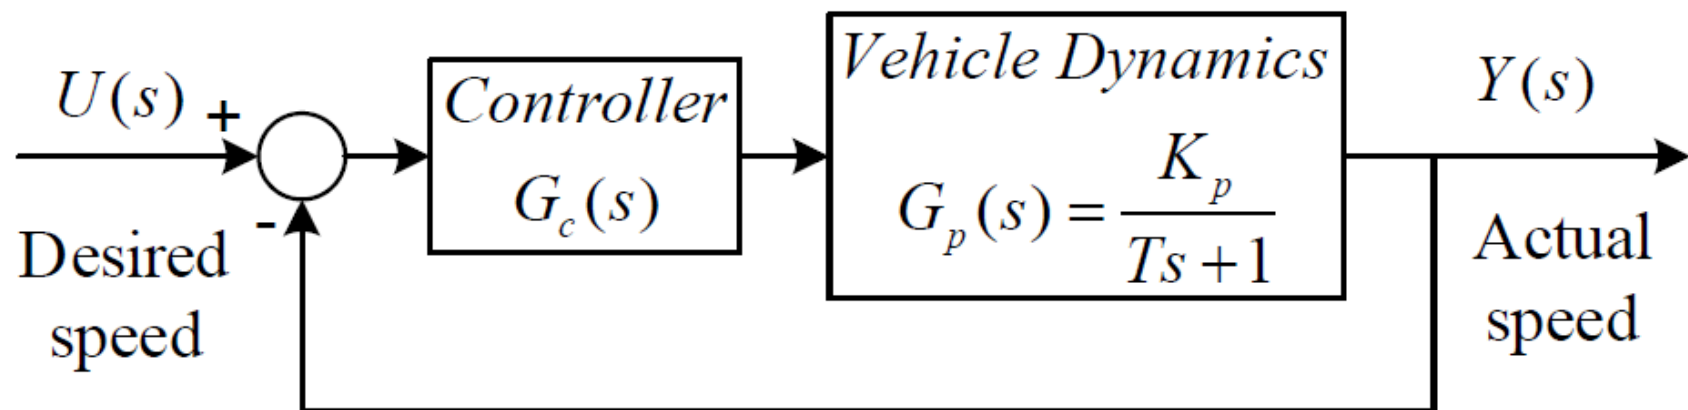 U(s)
+
-
Desired
speed
Controller
G_c(s)
Vehicle Dynamics
G_p(s) = K_p / (Ts + 1)
Y(s)
Actual
speed